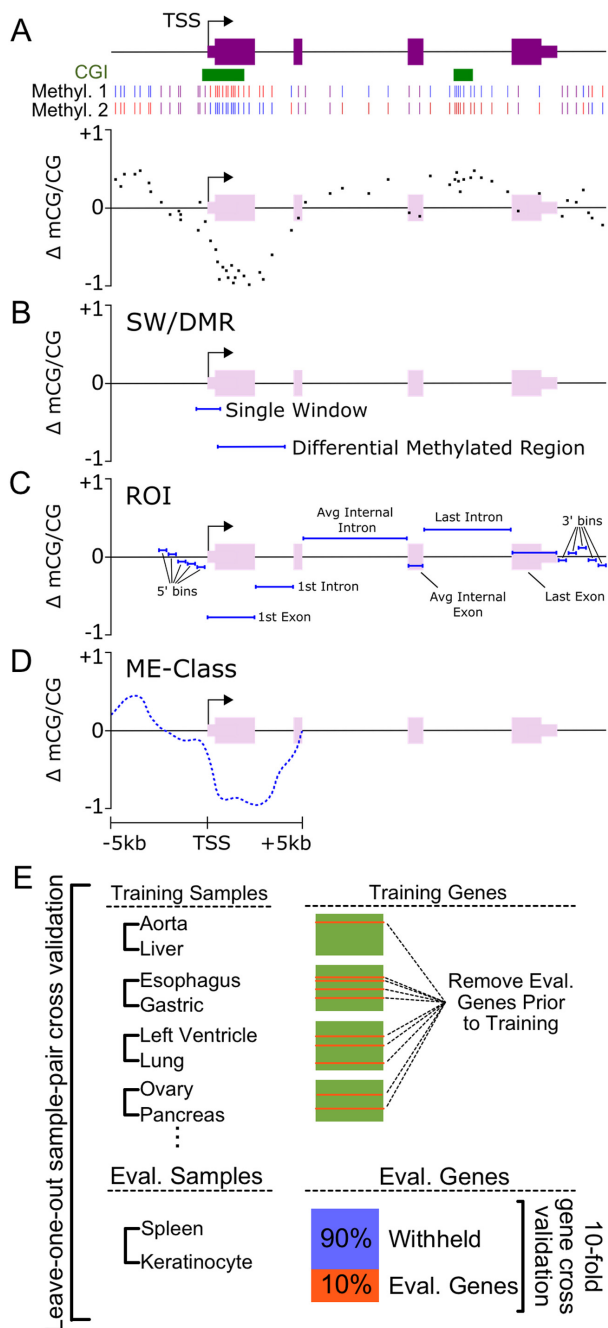 A
TSS
CGI
Methyl. 1
Methyl. 2
+1
0
-1
Δ mCG/CG
B
SW/DMR
+1
0
-1
Δ mCG/CG
Single Window
Differential Methylated Region
C
ROI
+1
0
-1
Δ mCG/CG
5' bins
1st Exon
1st Intron
Avg Internal
Intron
Last Intron
Avg Internal
Exon
3' bins
Last Exon
D
ME-Class
+1
0
-1
Δ mCG/CG
-5kb
TSS
+5kb
E
eave-one-out sample-pair cross validation
Training Samples
Aorta
Liver
Esophagus
Gastric
Left Ventricle
Lung
Ovary
Pancreas
Training Genes
Remove Eval.
Genes Prior
to Training
Eval. Samples
Spleen
Keratinocyte
Eval. Genes
90%
Withheld
10%
Eval. Genes
10-fold
gene cross
validation